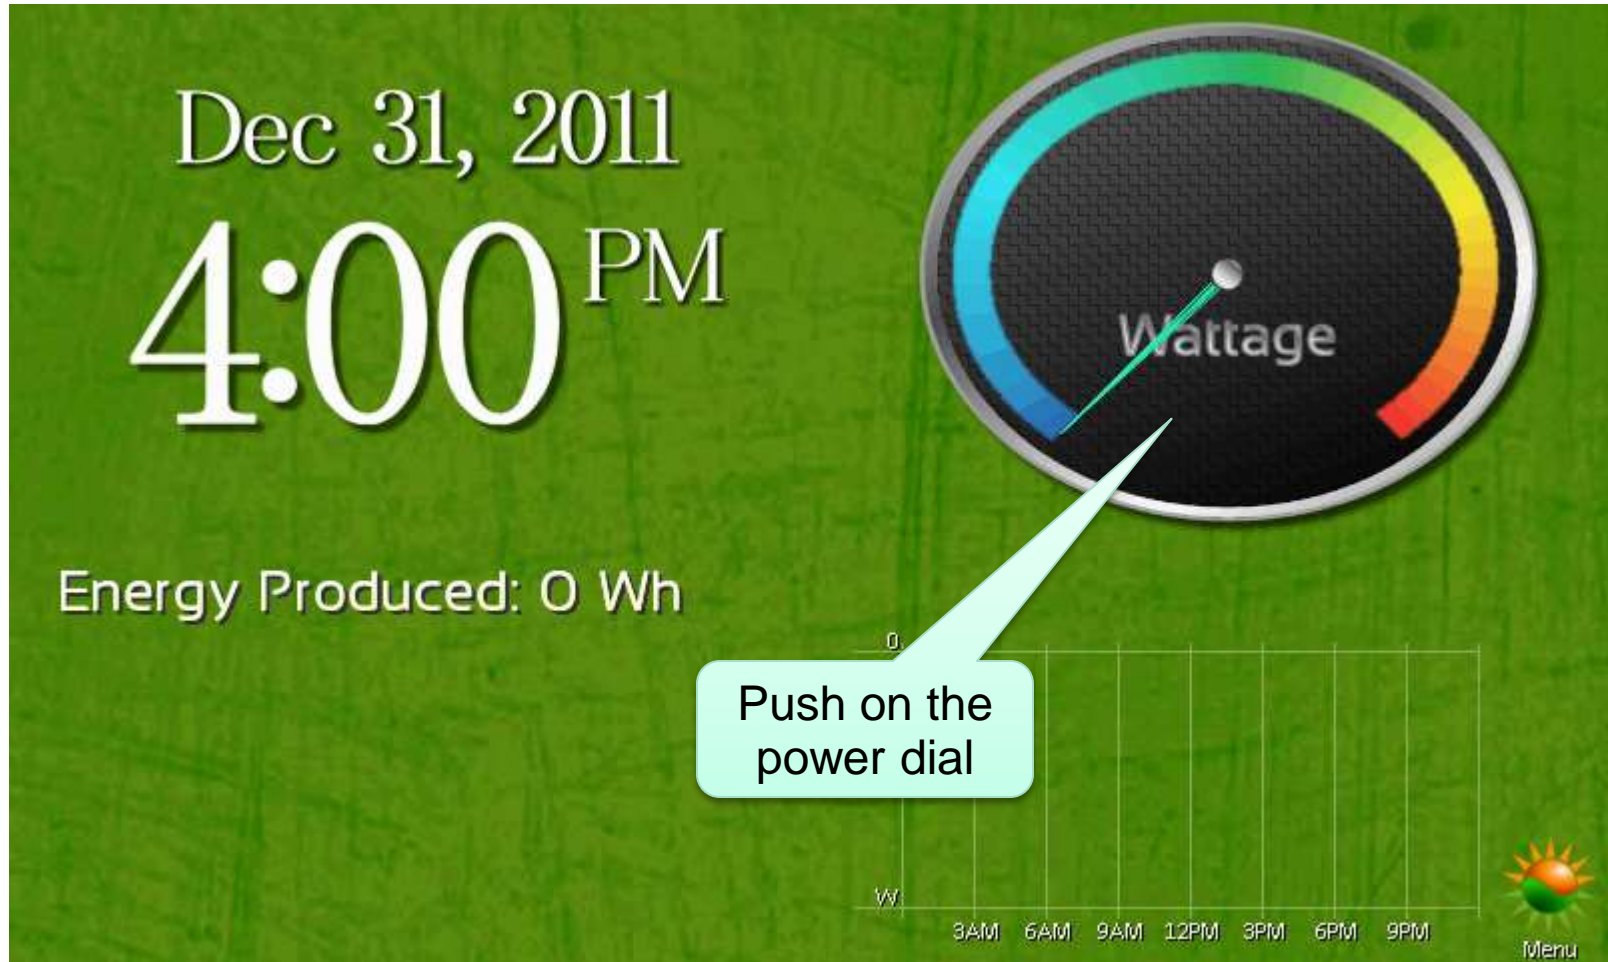 Dec 31, 2011
4:00 PM
Wattage
Energy Produced: 0 Wh
0
Push on the
power dial
W
3AM 6AM 9AM 12PM 3PM 6PM 9PM
Menu